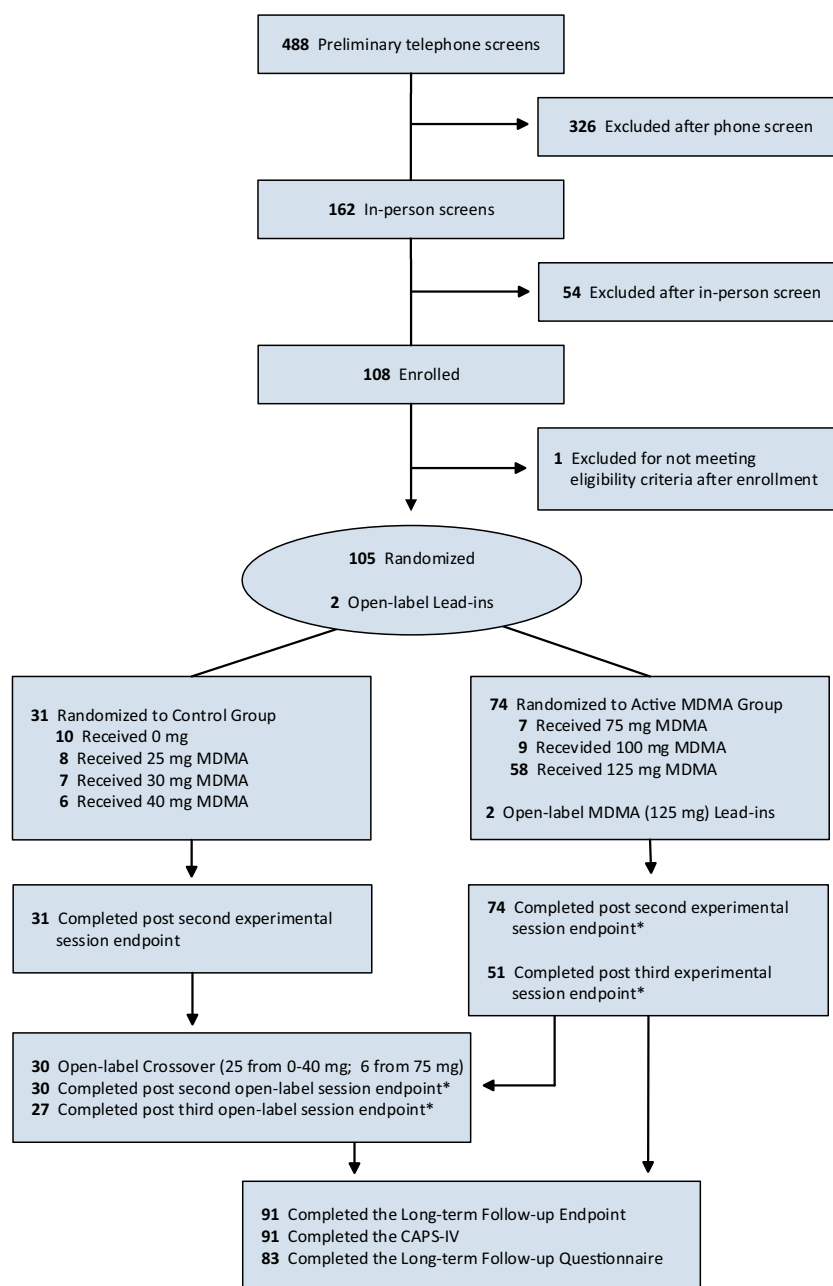 488 Preliminary telephone screens
326 Excluded after phone screen
162 In-person screens
54 Excluded after in-person screen
108 Enrolled
1 Excluded for not meeting
eligibility criteria after enrollment
105 Randomized
2 Open-label Lead-ins
31 Randomized to Control Group
10 Received 0 mg
8 Received 25 mg MDMA
7 Received 30 mg MDMA
6 Received 40 mg MDMA
74 Randomized to Active MDMA Group
7 Received 75 mg MDMA
9 Recevided 100 mg MDMA
58 Received 125 mg MDMA
2 Open-label MDMA (125 mg) Lead-ins
31 Completed post second experimental
session endpoint
74 Completed post second experimental
session endpoint*
51 Completed post third experimental
session endpoint*
30 Open-label Crossover (25 from 0-40 mg; 6 from 75 mg)
30 Completed post second open-label session endpoint*
27 Completed post third open-label session endpoint*
91 Completed the Long-term Follow-up Endpoint
91 Completed the CAPS-IV
83 Completed the Long-term Follow-up Questionnaire